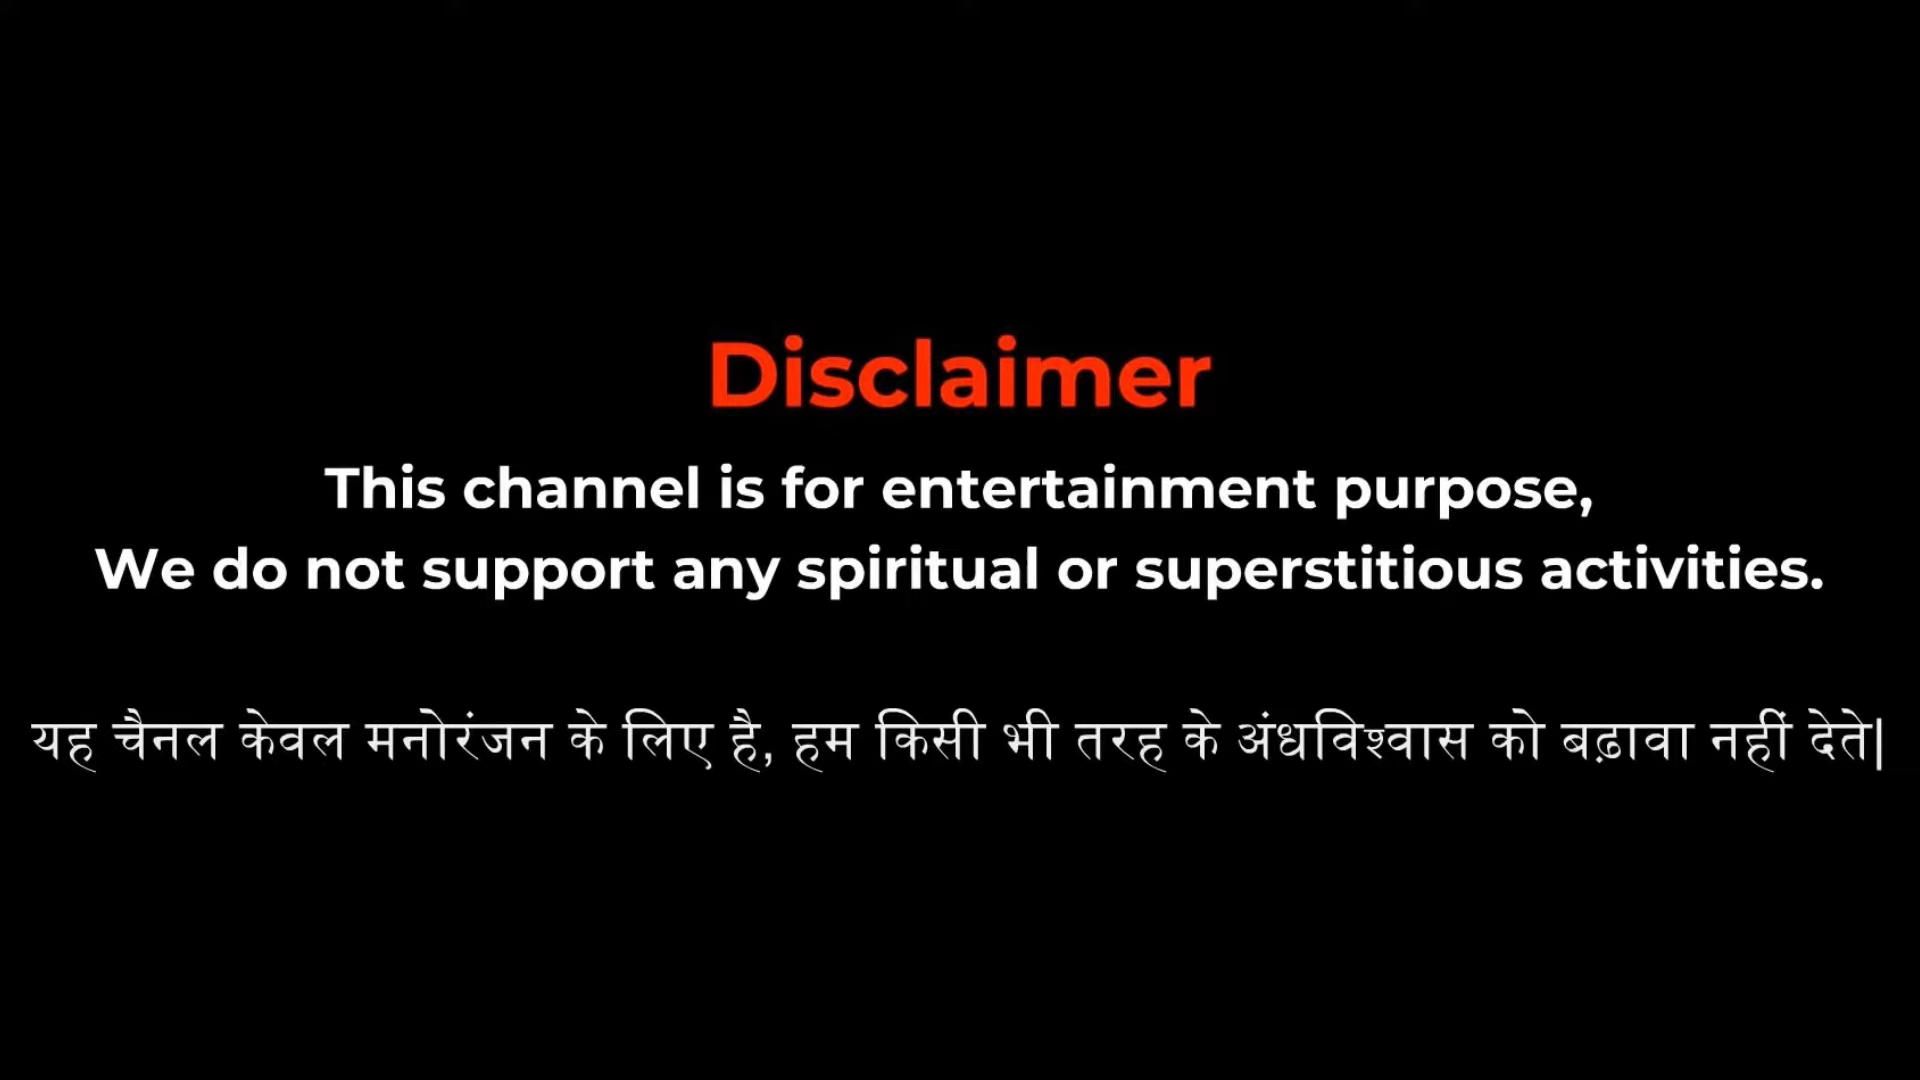 Disclaimer
This channel is for entertainment purpose,
We do not support any spiritual or superstitious activities.
यह चैनल केवल मनोरंजन के लिए है, हम किसी भी तरह के अंधविश्वास को बढ़ावा नहीं देते|